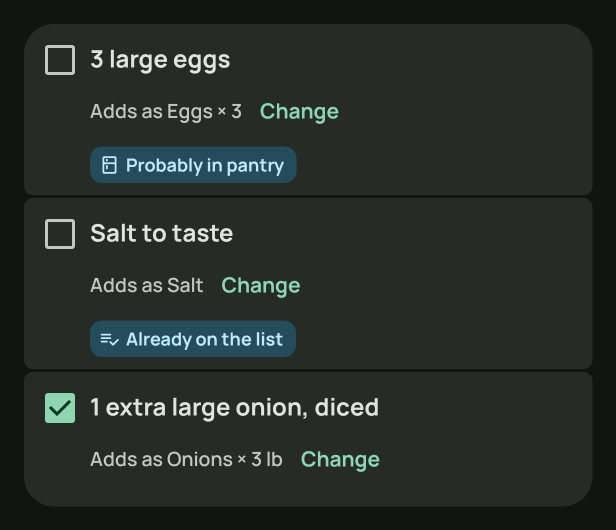 3 large eggs
Adds as Eggs × 3 Change
Probably in pantry
Salt to taste
Adds as Salt Change
Already on the list
1 extra large onion, diced
Adds as Onions × 3 lb Change